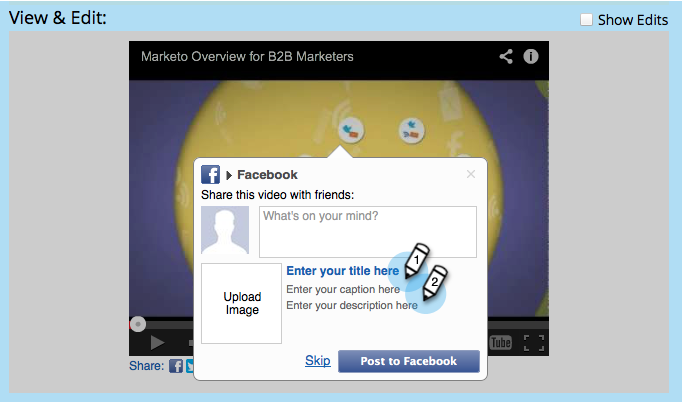 View & Edit:
Show Edits
Marketo Overview for B2B Marketers
Facebook
Share this video with friends:
What's on your mind?
Enter your title here
1
Enter your caption here
2
Enter your description here
Upload
Image
Tube
Skip
Post to Facebook
Share: